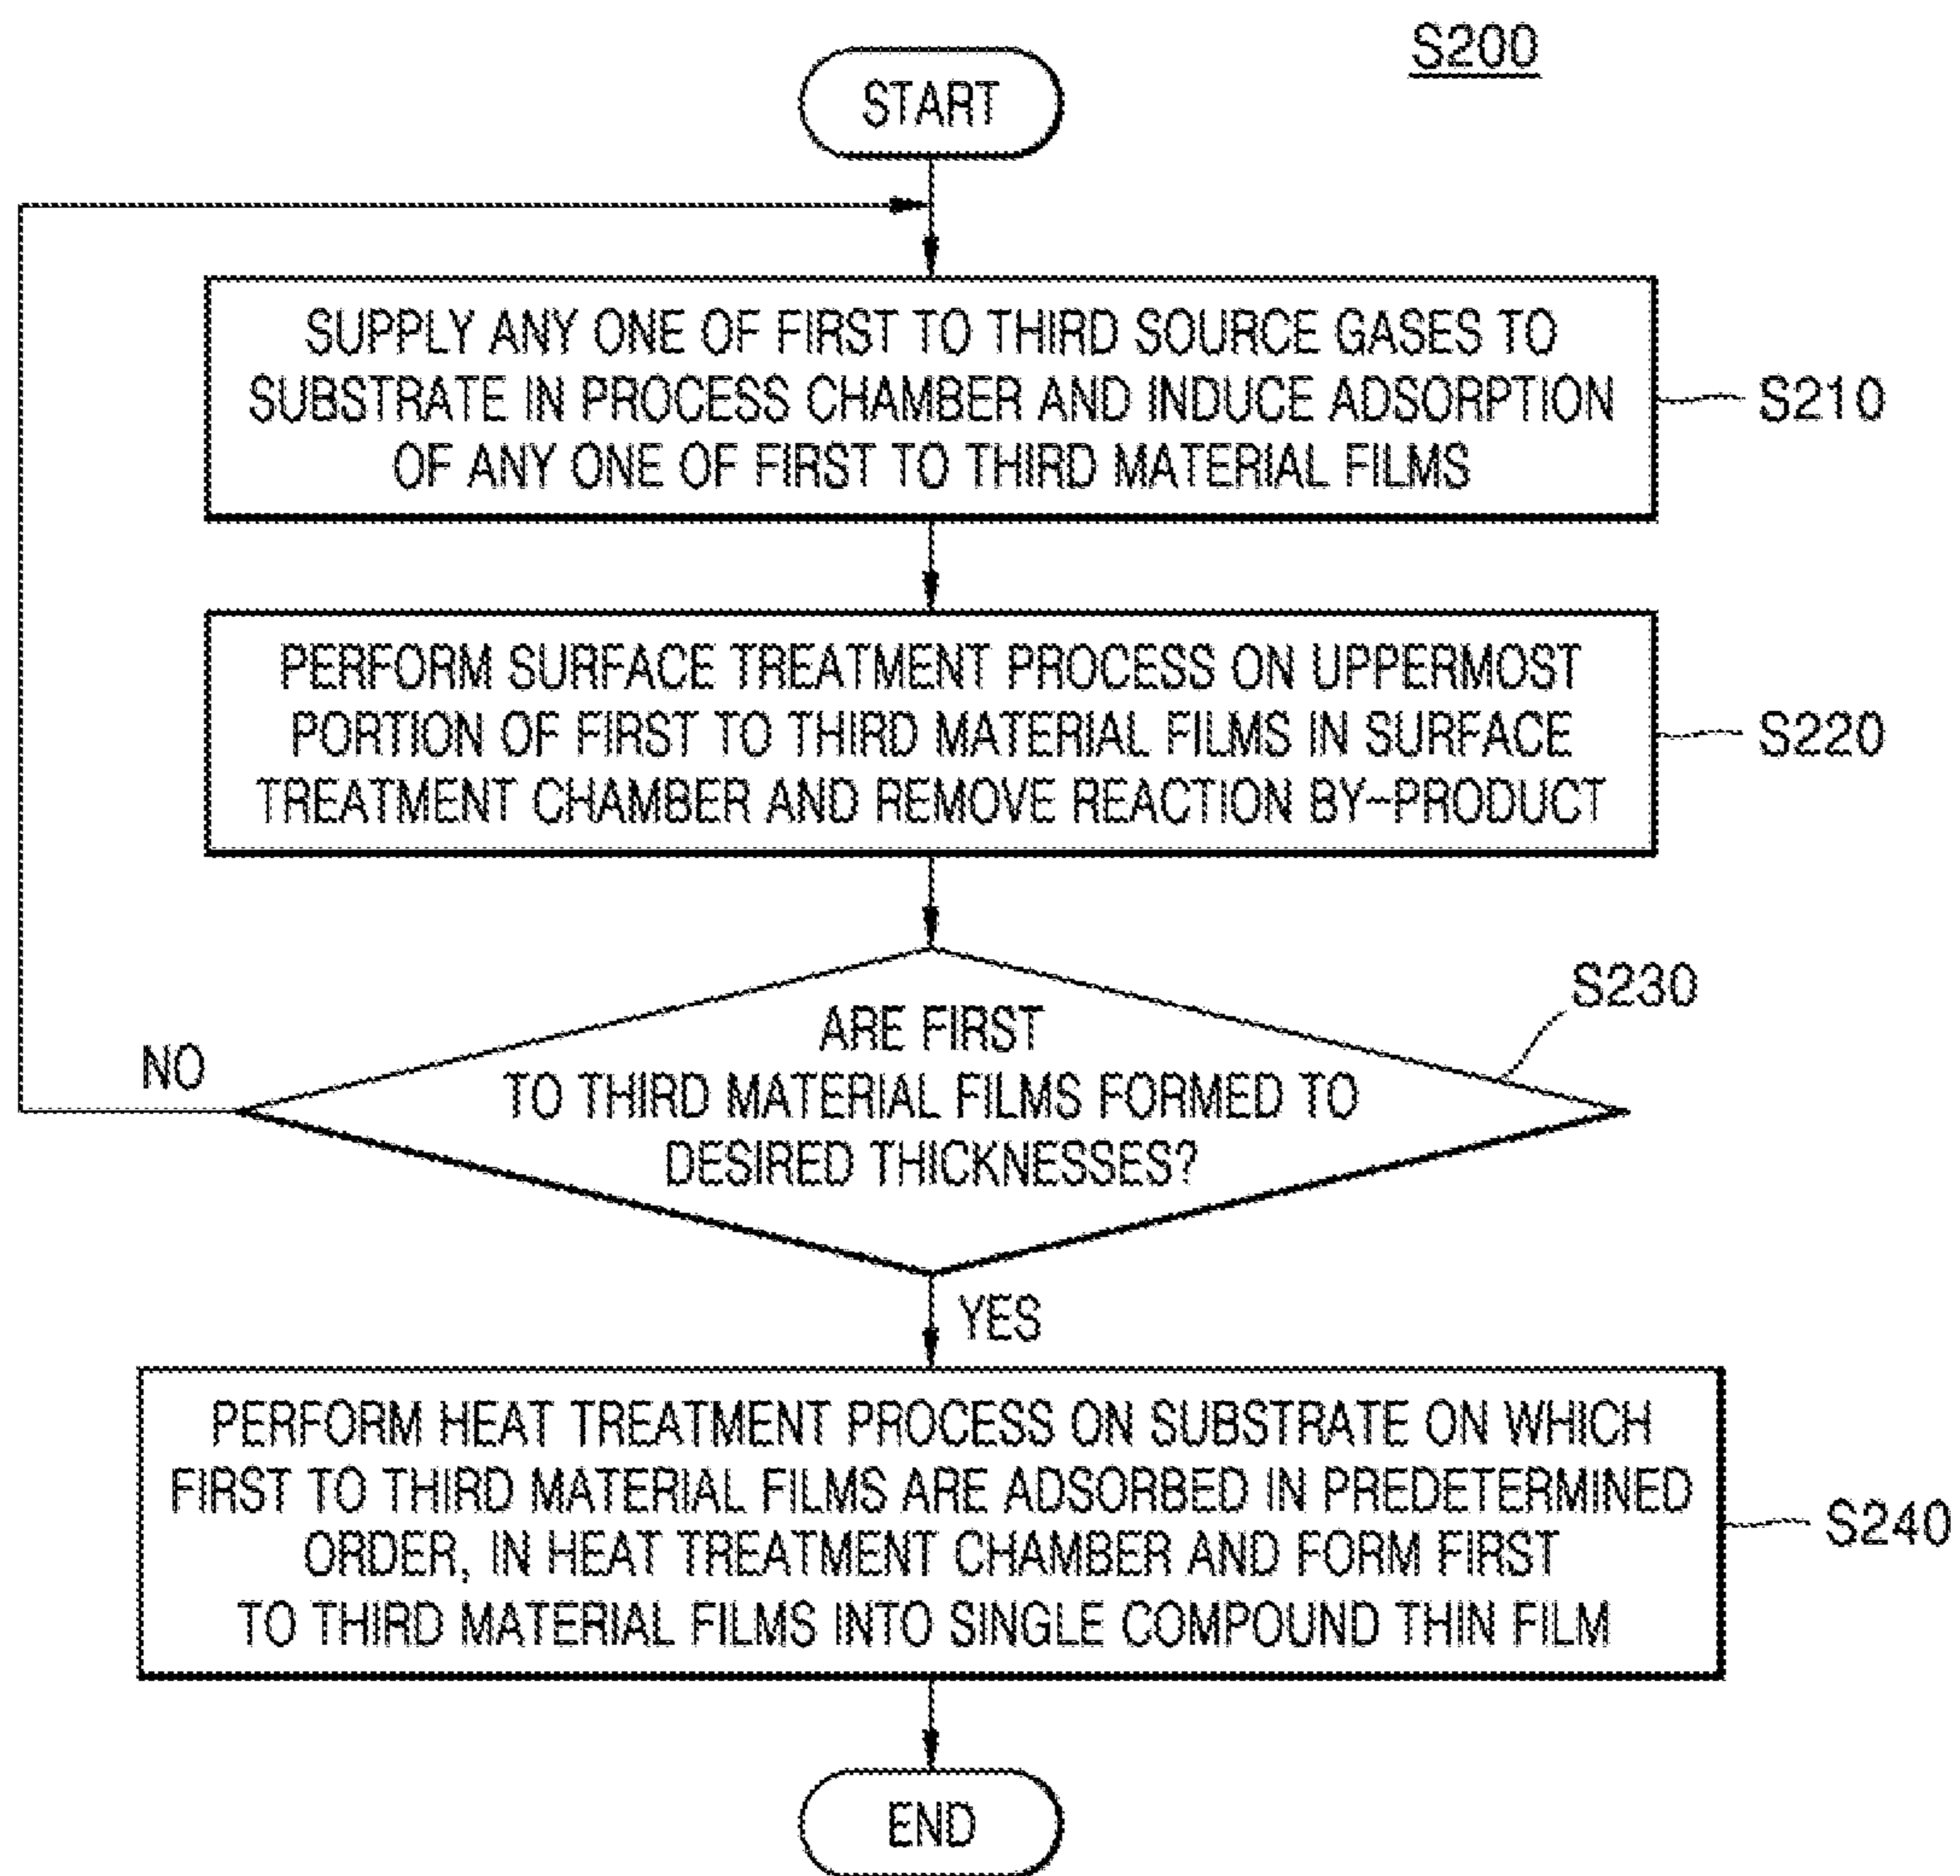 S200
START
SUPPLY ANY ONE OF FIRST TO THIRD SOURCE GASES TO
SUBSTRATE IN PROCESS CHAMBER AND INDUCE ADSORPTION
OF ANY ONE OF FIRST TO THIRD MATERIAL FILMS
S210
PERFORM SURFACE TREATMENT PROCESS ON UPPERMOST
PORTION OF FIRST TO THIRD MATERIAL FILMS IN SURFACE
TREATMENT CHAMBER AND REMOVE REACTION BY-PRODUCT
S220
ARE FIRST
TO THIRD MATERIAL FILMS FORMED TO
DESIRED THICKNESSES?
S230
NO
YES
PERFORM HEAT TREATMENT PROCESS ON SUBSTRATE ON WHICH
FIRST TO THIRD MATERIAL FILMS ARE ADSORBED IN PREDETERMINED
ORDER, IN HEAT TREATMENT CHAMBER AND FORM FIRST
TO THIRD MATERIAL FILMS INTO SINGLE COMPOUND THIN FILM
S240
END